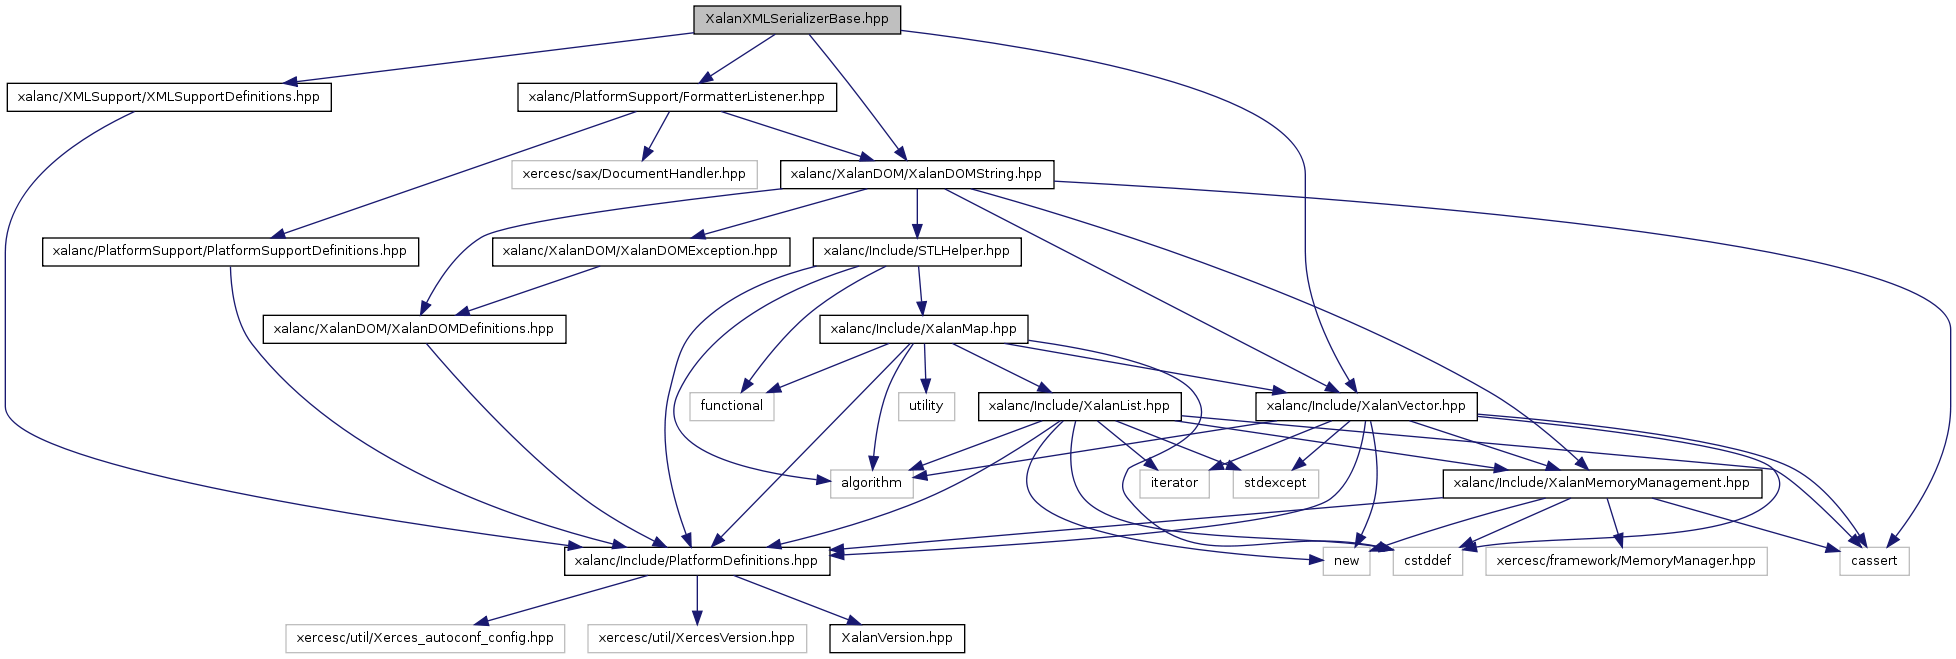 XalanXMLSerializerBase.hpp
xalanc/XMLSupport/XMLSupportDefinitions.hpp
xalanc/PlatformSupport/FormatterListener.hpp
xercesc/sax/DocumentHandler.hpp
xalanc/XalanDOM/XalanDOMString.hpp
xalanc/PlatformSupport/PlatformSupportDefinitions.hpp
xalanc/XalanDOM/XalanDOMException.hpp
xalanc/Include/STLHelper.hpp
xalanc/XalanDOM/XalanDOMDefinitions.hpp
xalanc/Include/XalanMap.hpp
functional
utility
xalanc/Include/XalanList.hpp
xalanc/Include/XalanVector.hpp
algorithm
iterator
stdexcept
xalanc/Include/XalanMemoryManagement.hpp
xalanc/Include/PlatformDefinitions.hpp
new
cstddef
xercesc/framework/MemoryManager.hpp
cassert
xercesc/util/Xerces_autoconf_config.hpp
xercesc/util/XercesVersion.hpp
XalanVersion.hpp